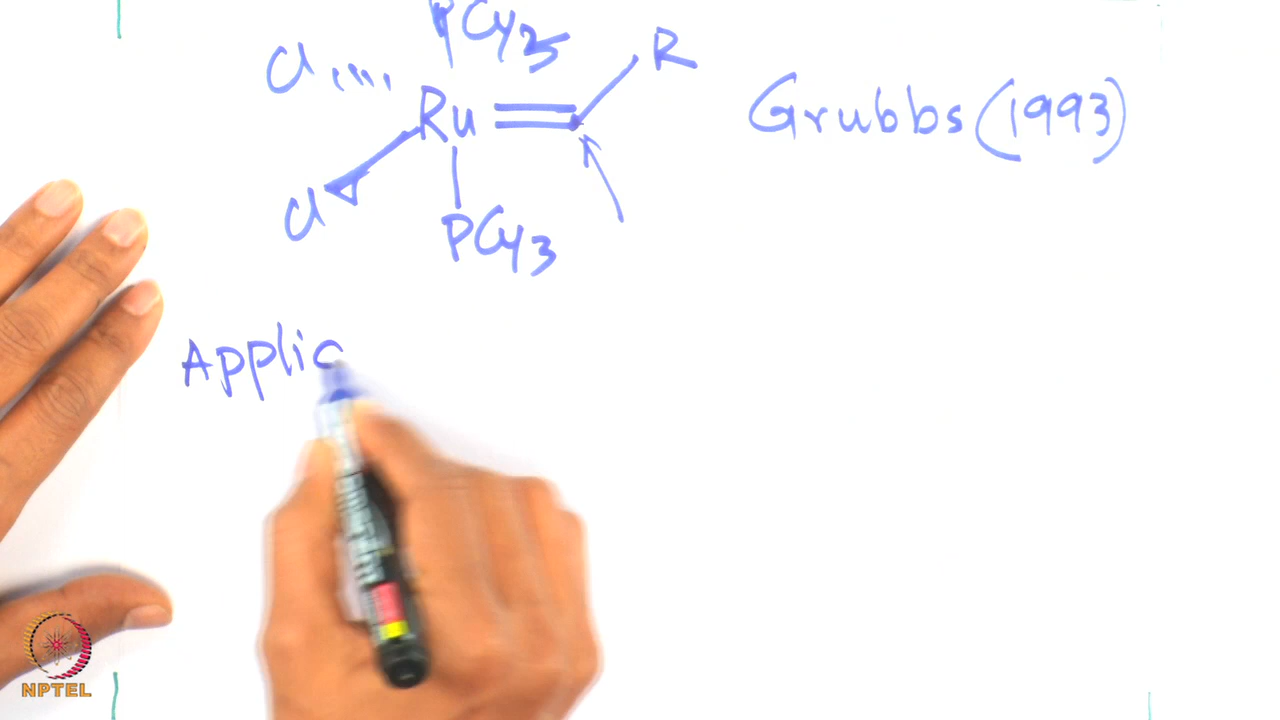 PCy3
Cl
Ru
R
Grubbs (1993)
Cl
PCy3
Applic
NPTEL